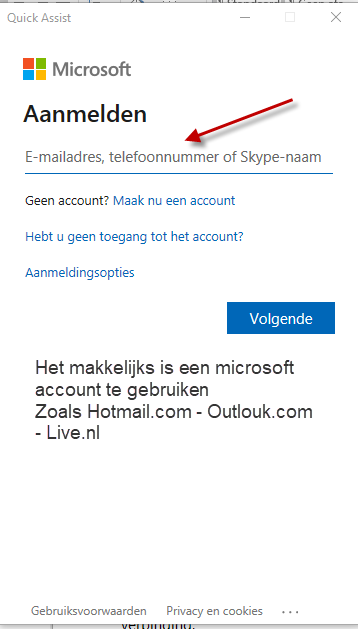 Quick Assist
Microsoft
Aanmelden
E-mailadres, telefoonnummer of Skype-naam
Geen account? Maak nu een account
Hebt u geen toegang tot het account?
Aanmeldingsopties
Volgende
Het makkelijks is een microsoft
account te gebruiken
Zoals Hotmail.com - Outlouk.com
- Live.nl
Gebruiksvoorwaarden Privacy en cookies ...